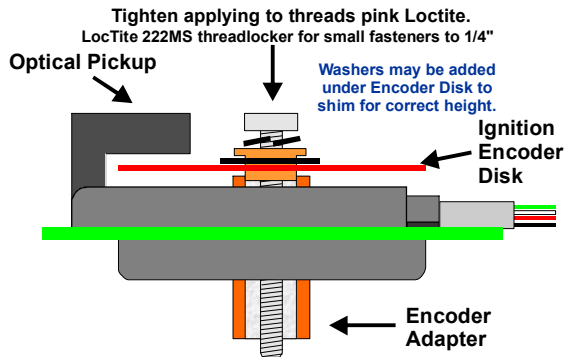 Tighten applying to threads pink Loctite.
LocTite 222MS threadlocker for small fasteners to 1/4"
Optical Pickup
Washers may be added
under Encoder Disk to
shim for correct height.
Ignition
Encoder
Disk
Encoder
Adapter